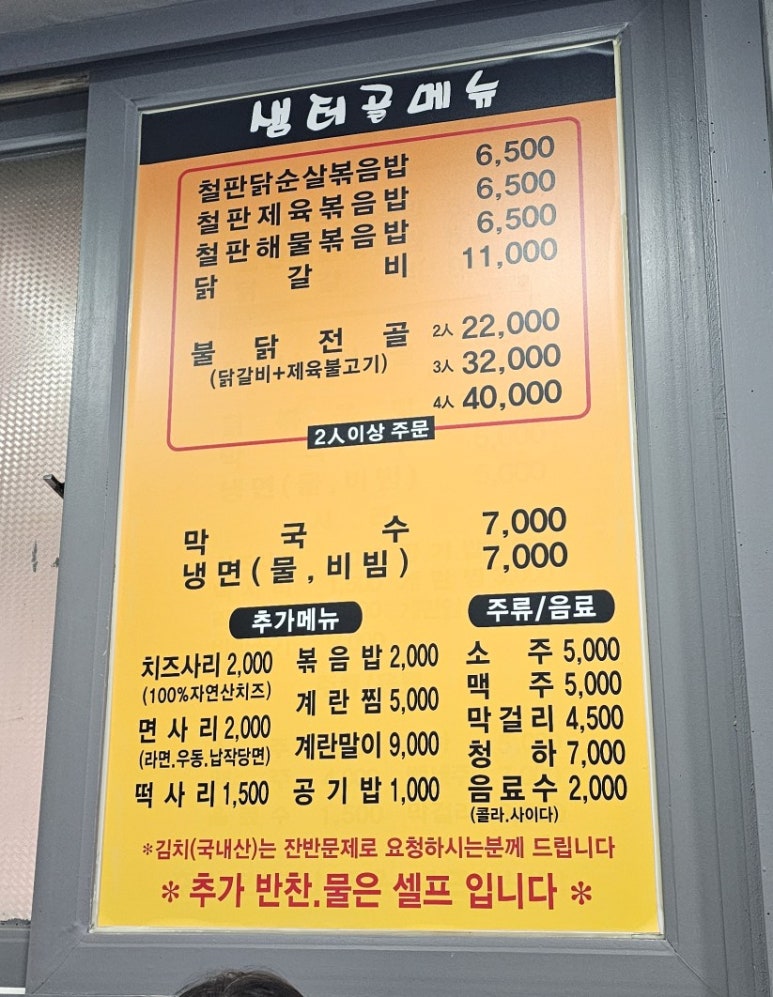 샘터골메뉴
철판닭순살볶음밥 6,500
철판제육볶음밥 6,500
철판해물볶음밥 6,500
닭갈비 11,000
불닭전골 2人 22,000
(닭갈비+제육불고기) 3人 32,000
4人 40,000
2人이상 주문
막국수 7,000
냉면(물,비빔) 7,000
추가메뉴
치즈사리 2,000 볶음밥 2,000
(100%자연산치즈)
계란찜 5,000
면사리 2,000
(라면.우동.납작당면)
계란말이 9,000
떡사리 1,500 공기밥 1,000
주류/음료
소주 5,000
맥주 5,000
막걸리 4,500
청하 7,000
음료수 2,000
(콜라.사이다)
*김치(국내산)는 잔반문제로 요청하시는분께 드립니다
* 추가 반찬.물은 셀프 입니다 *